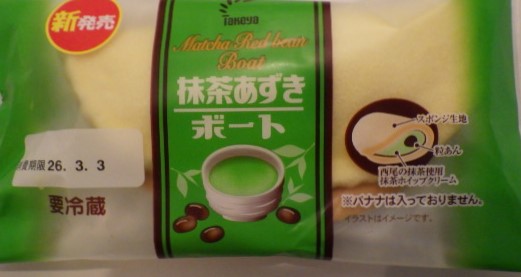 新発売
Takeya
Matcha Red bean
Boat
抹茶あずき
ボート
スポンジ生地
粒あん
西尾の抹茶使用
抹茶ホイップクリーム
期限 26. 3. 3
※バナナは入っておりません。
イラストはイメージです。
要冷蔵